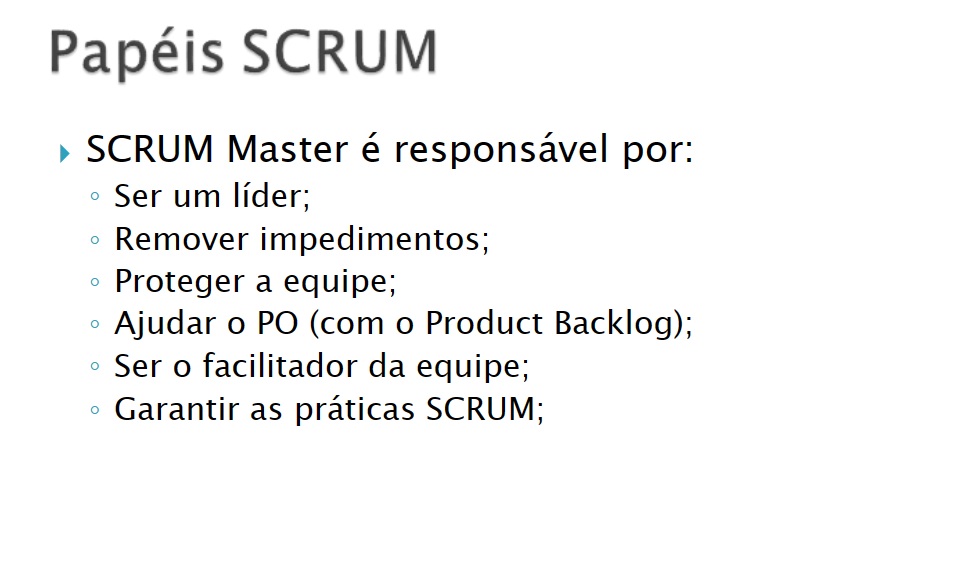 Papéis SCRUM
SCRUM Master é responsável por:
Ser um líder;
Remover impedimentos;
Proteger a equipe;
Ajudar o PO (com o Product Backlog);
Ser o facilitador da equipe;
Garantir as práticas SCRUM;